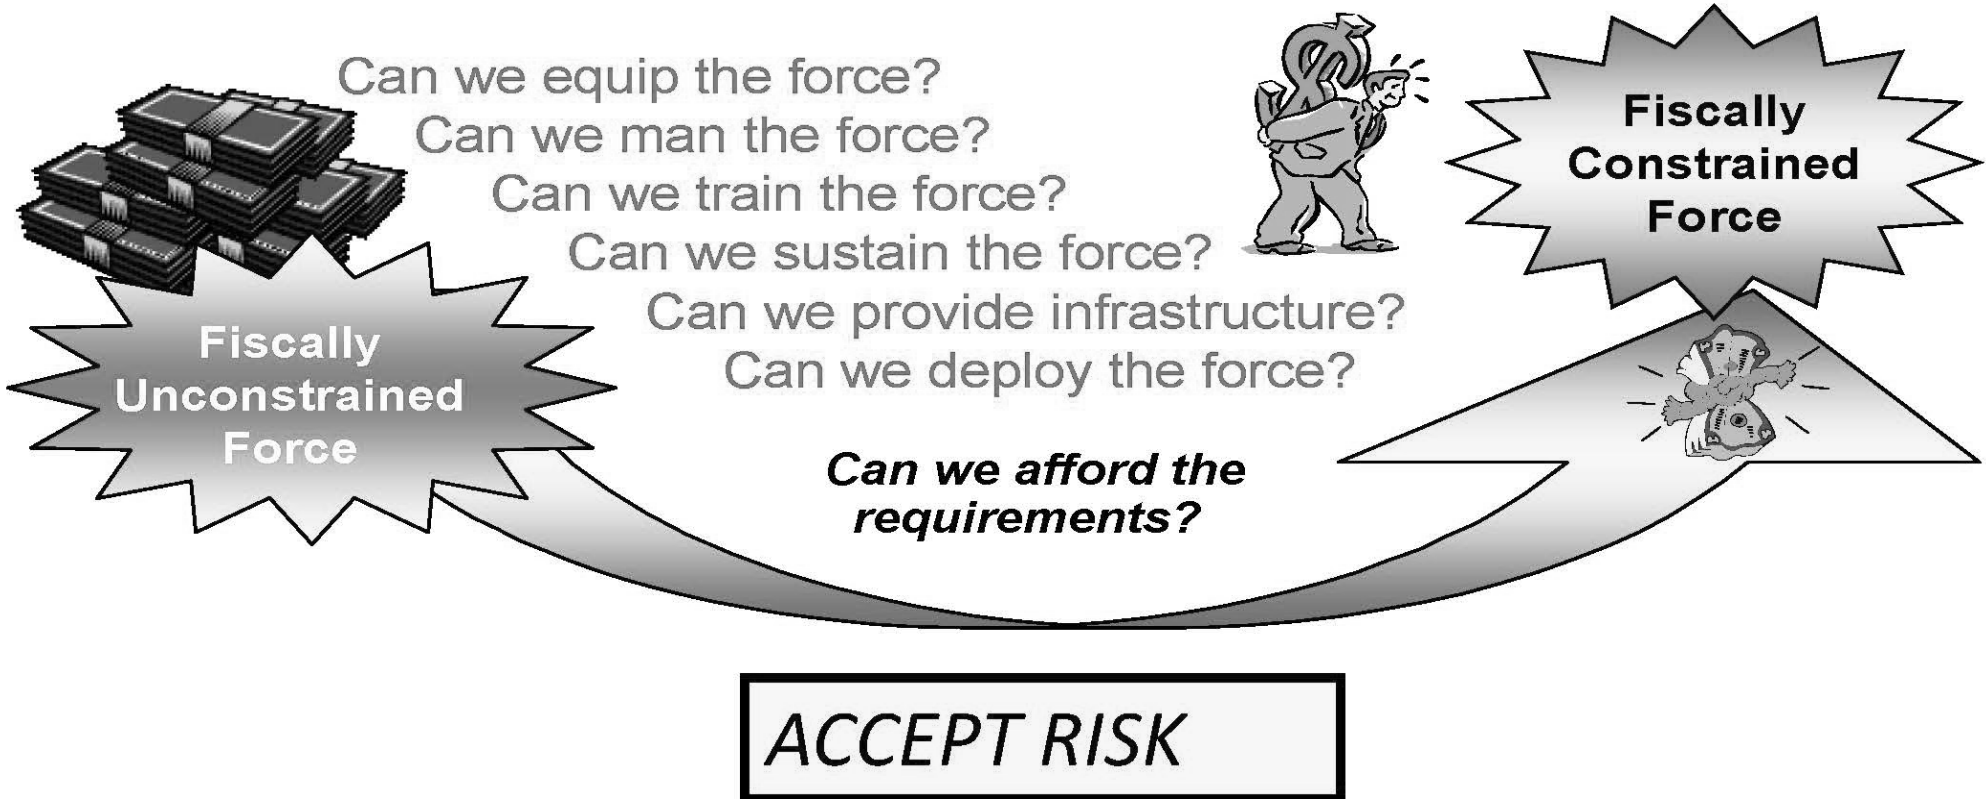 Can we equip the force?
Can we man the force?
Can we train the force?
Can we sustain the force?
Can we provide infrastructure?
Can we deploy the force?
Fiscally
Unconstrained
Force
Fiscally
Constrained
Force
Can we afford the
requirements?
ACCEPT RISK